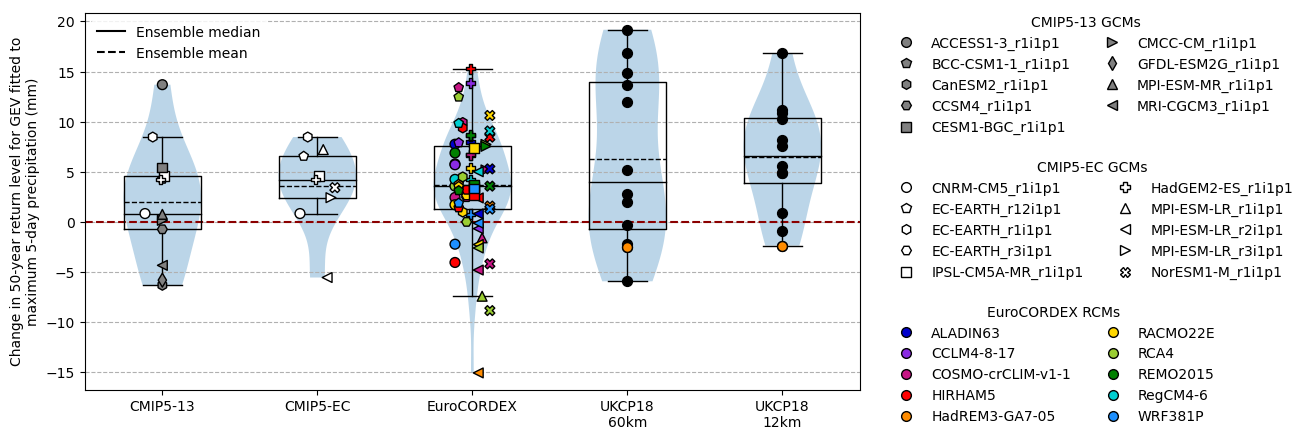 Change in 50-year return level for GEV fitted to
maximum 5-day precipitation (mm)
20
15
10
5
0
−5
−10
−15
Ensemble median
Ensemble mean
CMIP5-13
CMIP5-EC
EuroCORDEX
UKCP18
60km
UKCP18
12km
CMIP5-13 GCMs
ACCESS1-3_r1i1p1
BCC-CSM1-1_r1i1p1
CanESM2_r1i1p1
CCSM4_r1i1p1
CESM1-BGC_r1i1p1
CMCC-CM_r1i1p1
GFDL-ESM2G_r1i1p1
MPI-ESM-MR_r1i1p1
MRI-CGCM3_r1i1p1
CMIP5-EC GCMs
CNRM-CM5_r1i1p1
EC-EARTH_r12i1p1
EC-EARTH_r1i1p1
EC-EARTH_r3i1p1
IPSL-CM5A-MR_r1i1p1
HadGEM2-ES_r1i1p1
MPI-ESM-LR_r1i1p1
MPI-ESM-LR_r2i1p1
MPI-ESM-LR_r3i1p1
NorESM1-M_r1i1p1
EuroCORDEX RCMs
ALADIN63
CCLM4-8-17
COSMO-crCLIM-v1-1
HIRHAM5
HadREM3-GA7-05
RACMO22E
RCA4
REMO2015
RegCM4-6
WRF381P